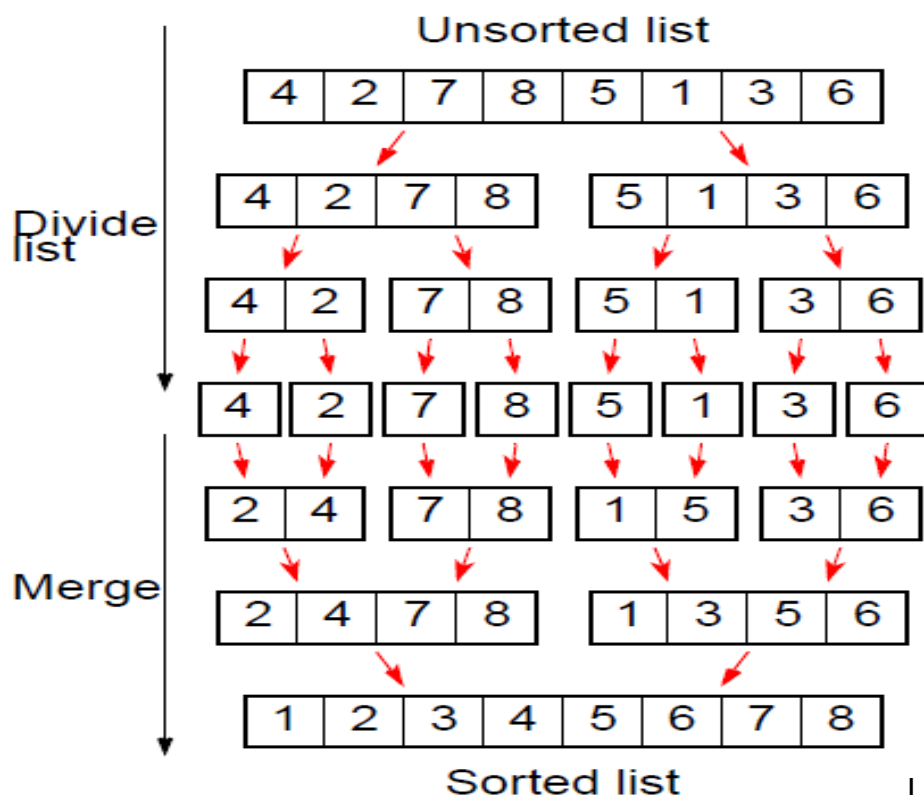 Unsorted list
4 2 7 8 5 1 3 6
4 2 7 8 5 1 3 6
Divide
list
4 2 7 8 5 1 3 6
4 2 7 8 5 1 3 6
2 4 7 8 1 5 3 6
Merge
2 4 7 8 1 3 5 6
1 2 3 4 5 6 7 8
Sorted list